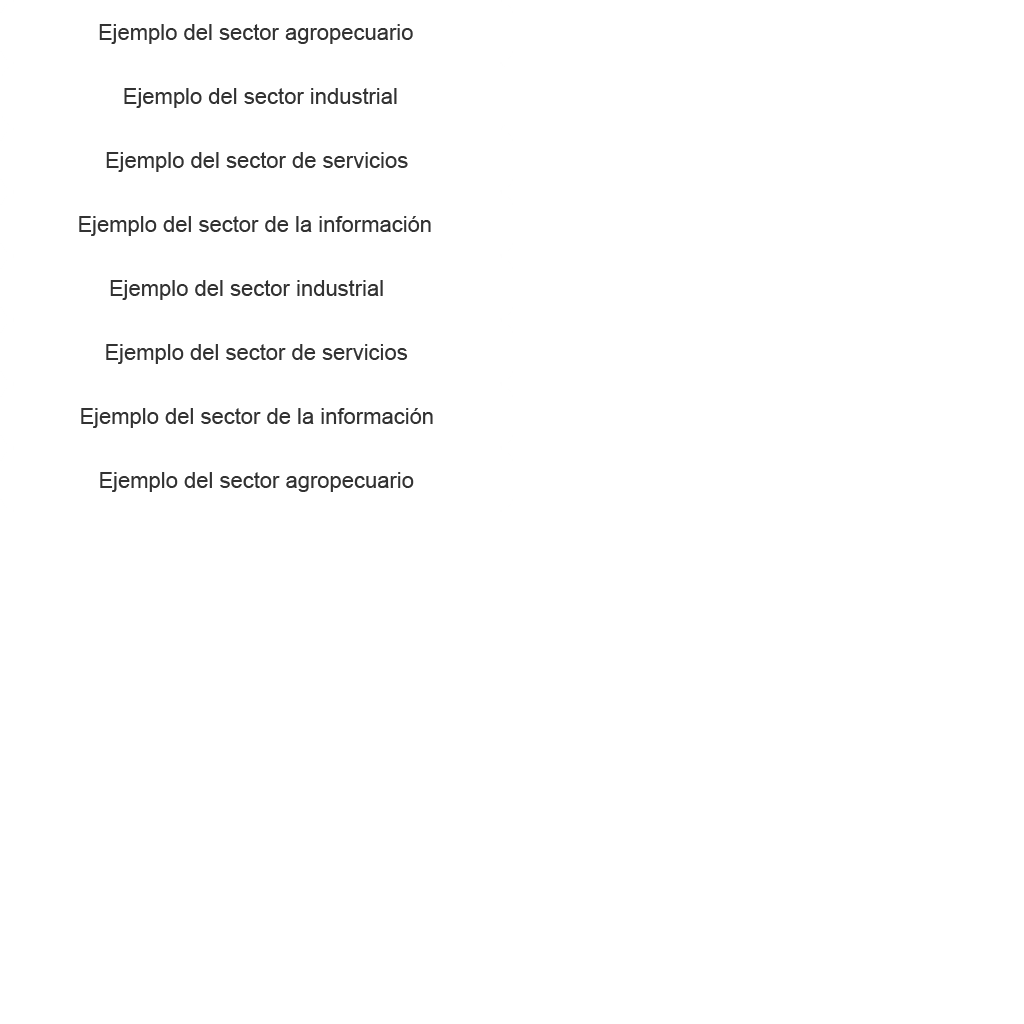 Ejemplo del sector agropecuario
Ejemplo del sector industrial
Ejemplo del sector de servicios
Ejemplo del sector de la información
Ejemplo del sector industrial
Ejemplo del sector de servicios
Ejemplo del sector de la información
Ejemplo del sector agropecuario